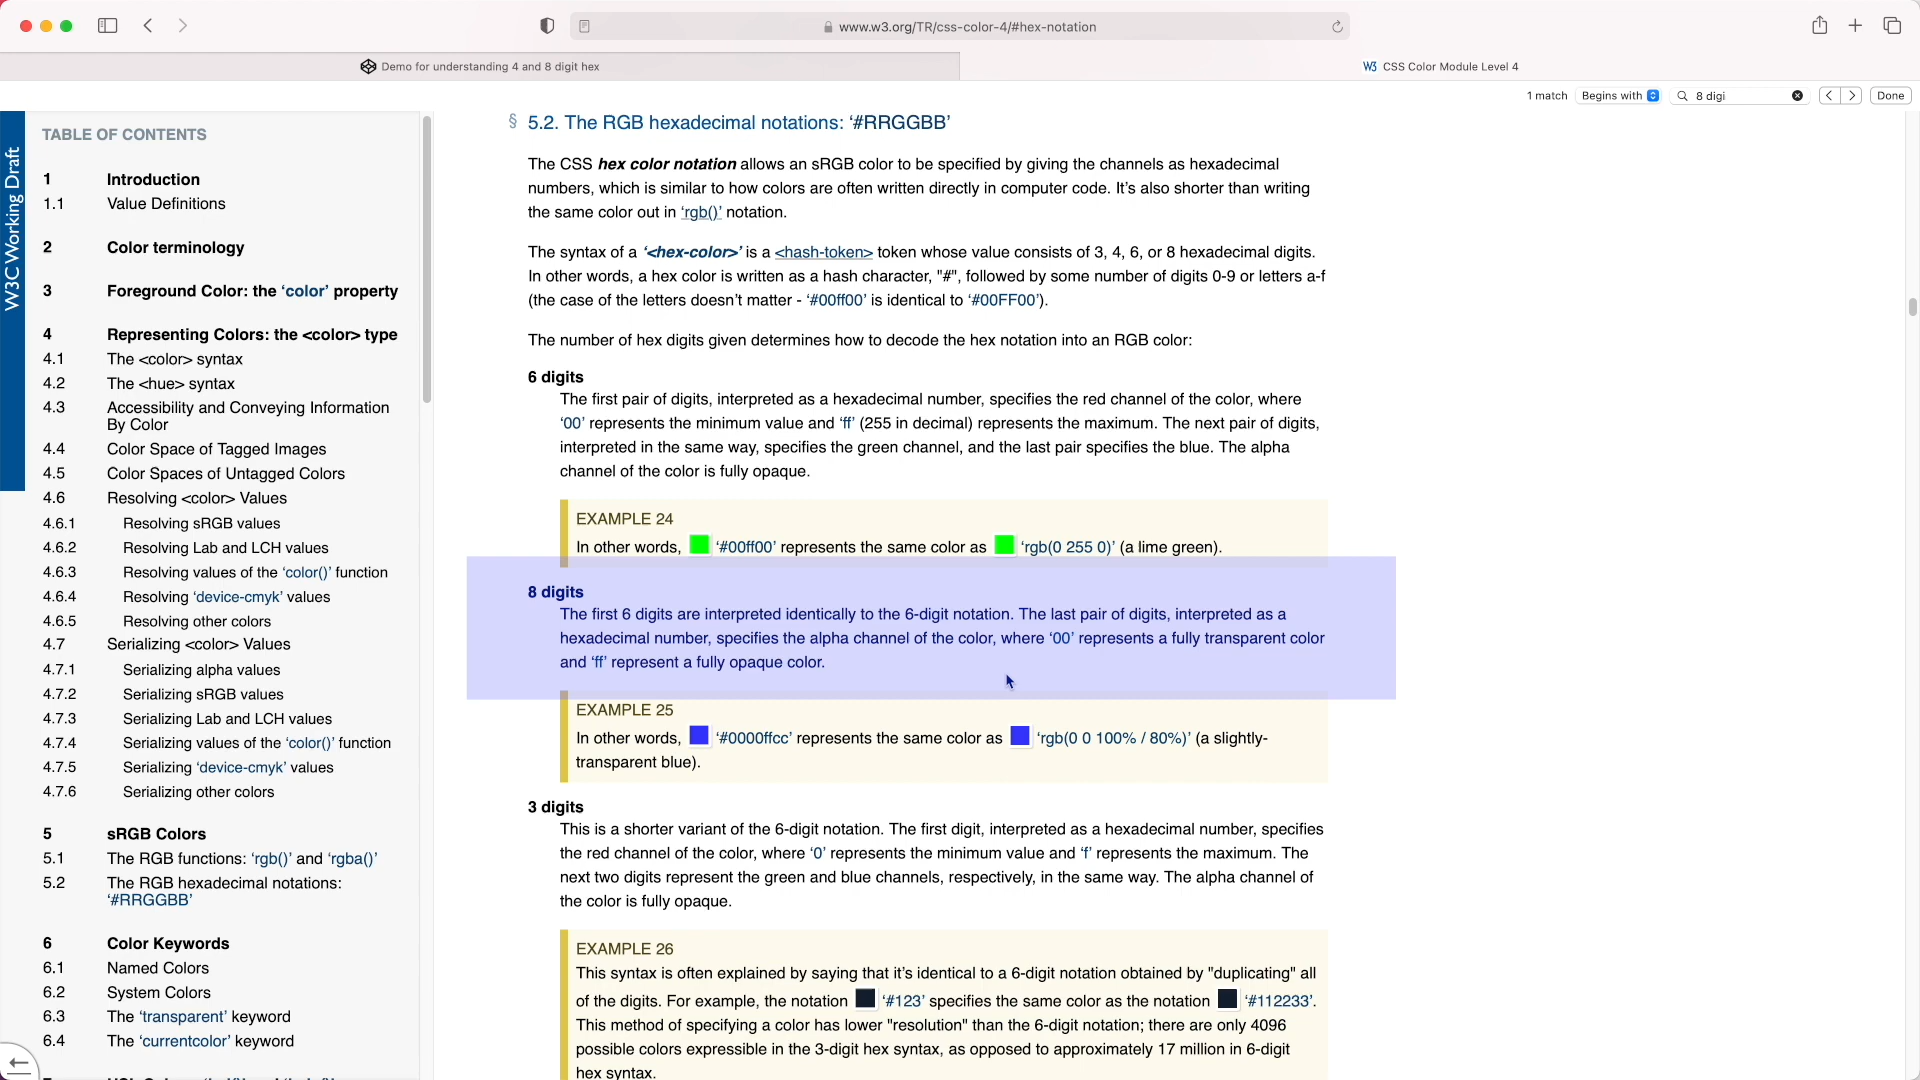 www.w3.org/TR/css-color-4/#hex-notation
Demo for understanding 4 and 8 digit hex
W3 CSS Color Module Level 4
1 match Begins with 8 digi Done
W3C Working Draft
TABLE OF CONTENTS
1 Introduction
1.1 Value Definitions
2 Color terminology
3 Foreground Color: the ‘color’ property
4 Representing Colors: the <color> type
4.1 The <color> syntax
4.2 The <hue> syntax
4.3 Accessibility and Conveying Information
By Color
4.4 Color Space of Tagged Images
4.5 Color Spaces of Untagged Colors
4.6 Resolving <color> Values
4.6.1 Resolving sRGB values
4.6.2 Resolving Lab and LCH values
4.6.3 Resolving values of the ‘color()’ function
4.6.4 Resolving ‘device-cmyk’ values
4.6.5 Resolving other colors
4.7 Serializing <color> Values
4.7.1 Serializing alpha values
4.7.2 Serializing sRGB values
4.7.3 Serializing Lab and LCH values
4.7.4 Serializing values of the ‘color()’ function
4.7.5 Serializing ‘device-cmyk’ values
4.7.6 Serializing other colors
5 sRGB Colors
5.1 The RGB functions: ‘rgb()’ and ‘rgba()’
5.2 The RGB hexadecimal notations:
‘#RRGGBB’
6 Color Keywords
6.1 Named Colors
6.2 System Colors
6.3 The ‘transparent’ keyword
6.4 The ‘currentcolor’ keyword
§ 5.2. The RGB hexadecimal notations: ‘#RRGGBB’
The CSS hex color notation allows an sRGB color to be specified by giving the channels as hexadecimal
numbers, which is similar to how colors are often written directly in computer code. It’s also shorter than writing
the same color out in ‘rgb()’ notation.
The syntax of a ‘<hex-color>’ is a <hash-token> token whose value consists of 3, 4, 6, or 8 hexadecimal digits.
In other words, a hex color is written as a hash character, "#", followed by some number of digits 0-9 or letters a-f
(the case of the letters doesn’t matter - ‘#00ff00’ is identical to ‘#00FF00’).
The number of hex digits given determines how to decode the hex notation into an RGB color:
6 digits
The first pair of digits, interpreted as a hexadecimal number, specifies the red channel of the color, where
‘00’ represents the minimum value and ‘ff’ (255 in decimal) represents the maximum. The next pair of digits,
interpreted in the same way, specifies the green channel, and the last pair specifies the blue. The alpha
channel of the color is fully opaque.
EXAMPLE 24
In other words, ‘#00ff00’ represents the same color as ‘rgb(0 255 0)’ (a lime green).
8 digits
The first 6 digits are interpreted identically to the 6-digit notation. The last pair of digits, interpreted as a
hexadecimal number, specifies the alpha channel of the color, where ‘00’ represents a fully transparent color
and ‘ff’ represent a fully opaque color.
EXAMPLE 25
In other words, ‘#0000ffcc’ represents the same color as ‘rgb(0 0 100% / 80%)’ (a slightly-
transparent blue).
3 digits
This is a shorter variant of the 6-digit notation. The first digit, interpreted as a hexadecimal number, specifies
the red channel of the color, where ‘0’ represents the minimum value and ‘f’ represents the maximum. The
next two digits represent the green and blue channels, respectively, in the same way. The alpha channel of
the color is fully opaque.
EXAMPLE 26
This syntax is often explained by saying that it’s identical to a 6-digit notation obtained by "duplicating" all
of the digits. For example, the notation ‘#123’ specifies the same color as the notation ‘#112233’.
This method of specifying a color has lower "resolution" than the 6-digit notation; there are only 4096
possible colors expressible in the 3-digit hex syntax, as opposed to approximately 17 million in 6-digit
hex syntax.